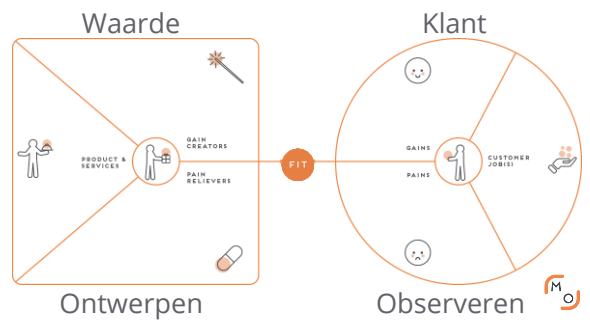 Waarde
Klant
GAIN
CREATORS
PRODUCT &
SERVICES
PAIN
RELIEVERS
FIT
GAINS
PAINS
CUSTOMER
JOB(S)
Ontwerpen
Observeren
M
O